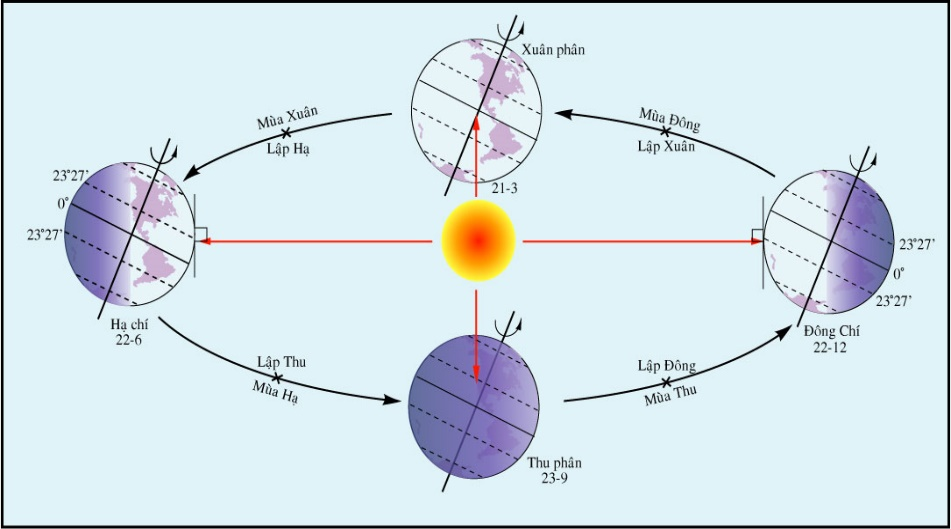 Xuân phân
21-3
Mùa Xuân
Lập Hạ
Mùa Đông
Lập Xuân
23°27'
0°
23°27'
Hạ chí
22-6
23°27'
0°
23°27'
Đông Chí
22-12
Lập Thu
Mùa Hạ
Lập Đông
Mùa Thu
Thu phân
23-9